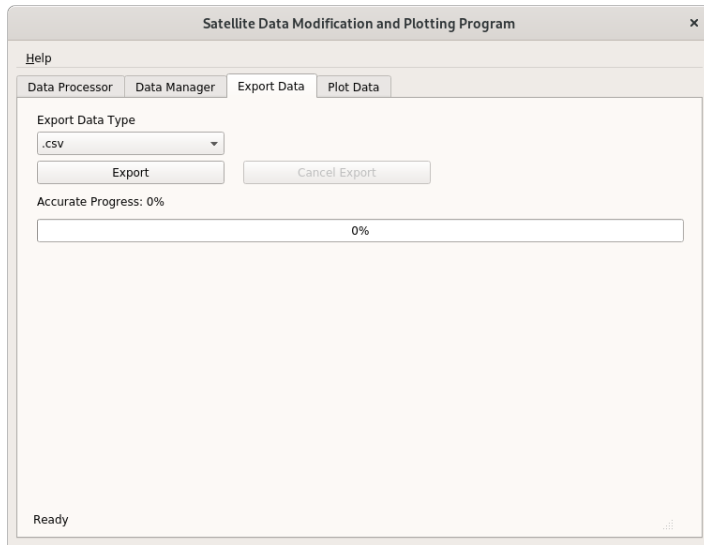 Satellite Data Modification and Plotting Program ×
Help
Data Processor Data Manager Export Data Plot Data
Export Data Type
.csv
Export Cancel Export
Accurate Progress: 0%
0%
Ready